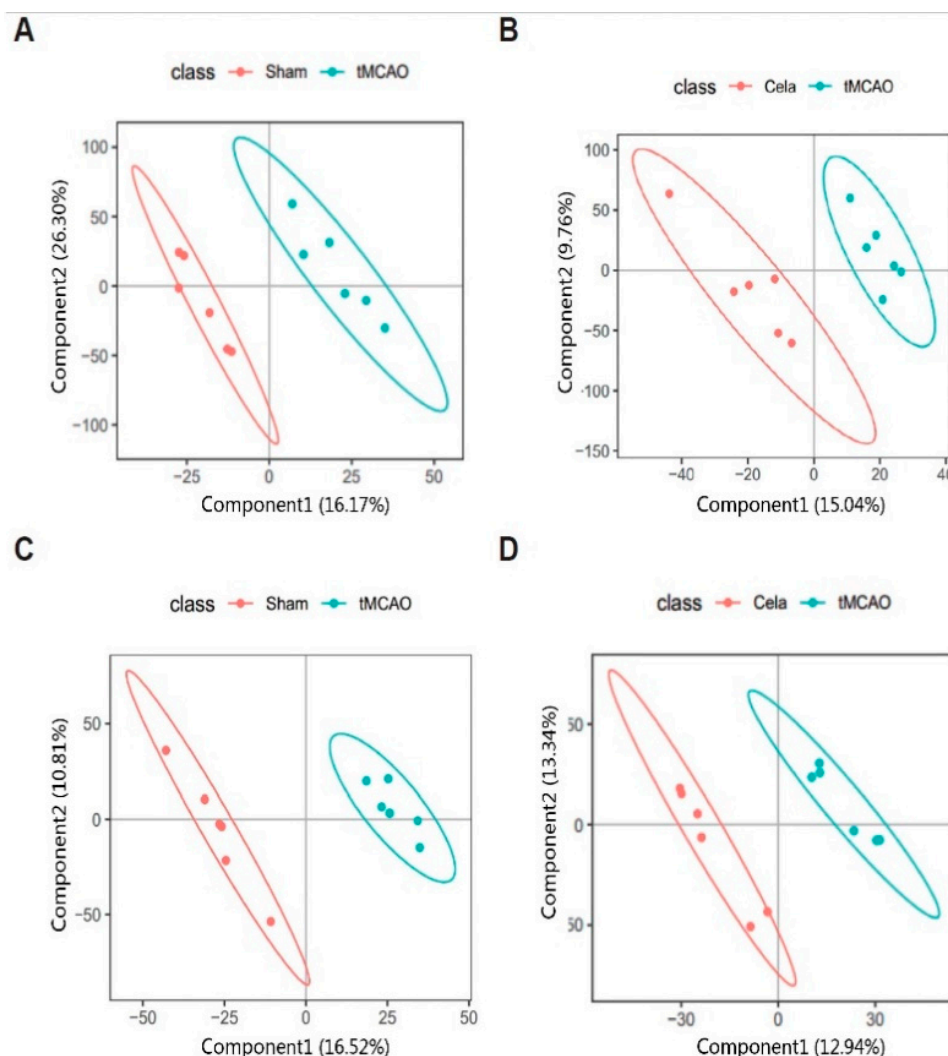 A
class Sham tMCAO
100
50
0
−50
−100
Component2 (26.30%)
−25 0 25 50
Component1 (16.17%)
B
class Cela tMCAO
100
50
0
−50
−100
−150
Component2 (9.76%)
−40 −20 0 20 40
Component1 (15.04%)
C
class Sham tMCAO
50
0
−50
Component2 (10.81%)
−50 −25 0 25 50
Component1 (16.52%)
D
class Cela tMCAO
50
0
50
Component2 (13.34%)
−30 0 30
Component1 (12.94%)